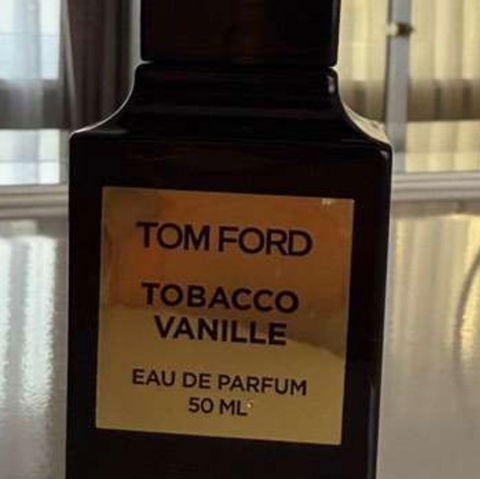 TOM FORD
TOBACCO
VANILLE
EAU DE PARFUM
50 ML